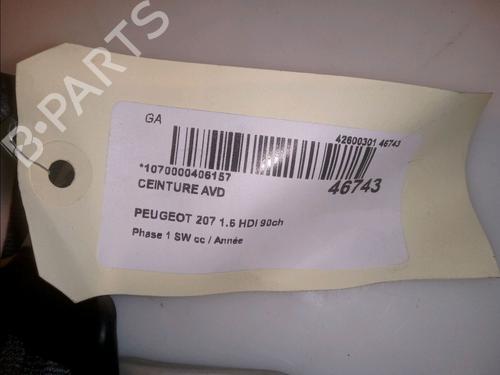 B-PARTS
GA
42600301 46743
*1070000406157
46743
CEINTURE AVD
PEUGEOT 207 1.6 HDI 90ch
Phase 1 SW cc / Année